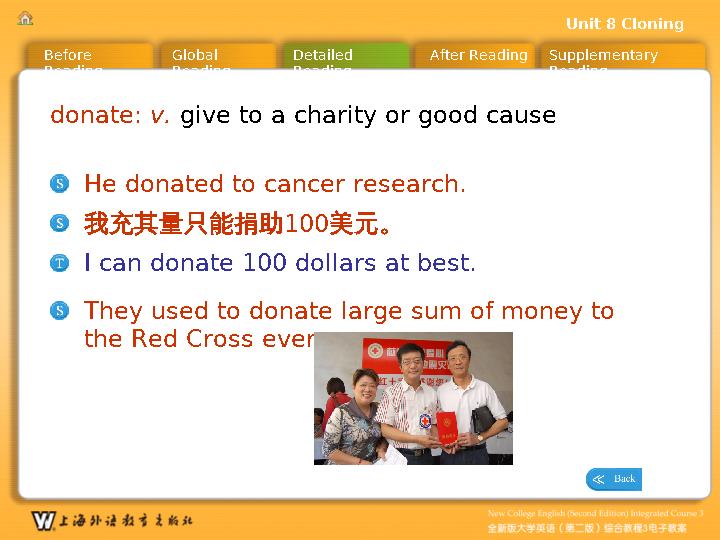 Unit 8 Cloning
Before
Global
Detailed
After Reading
Supplementary
Reading
Reading
Reading
Reading
donate: v. give to a charity or good cause
S He donated to cancer research.
S 我充其量只能捐助100美元。
T I can donate 100 dollars at best.
S They used to donate large sum of money to
the Red Cross ever
Back
W 上海外语教育出版社
New College English (Second Edition) Integrated Course 3
全新版大学英语（第二版）综合教程3电子教案